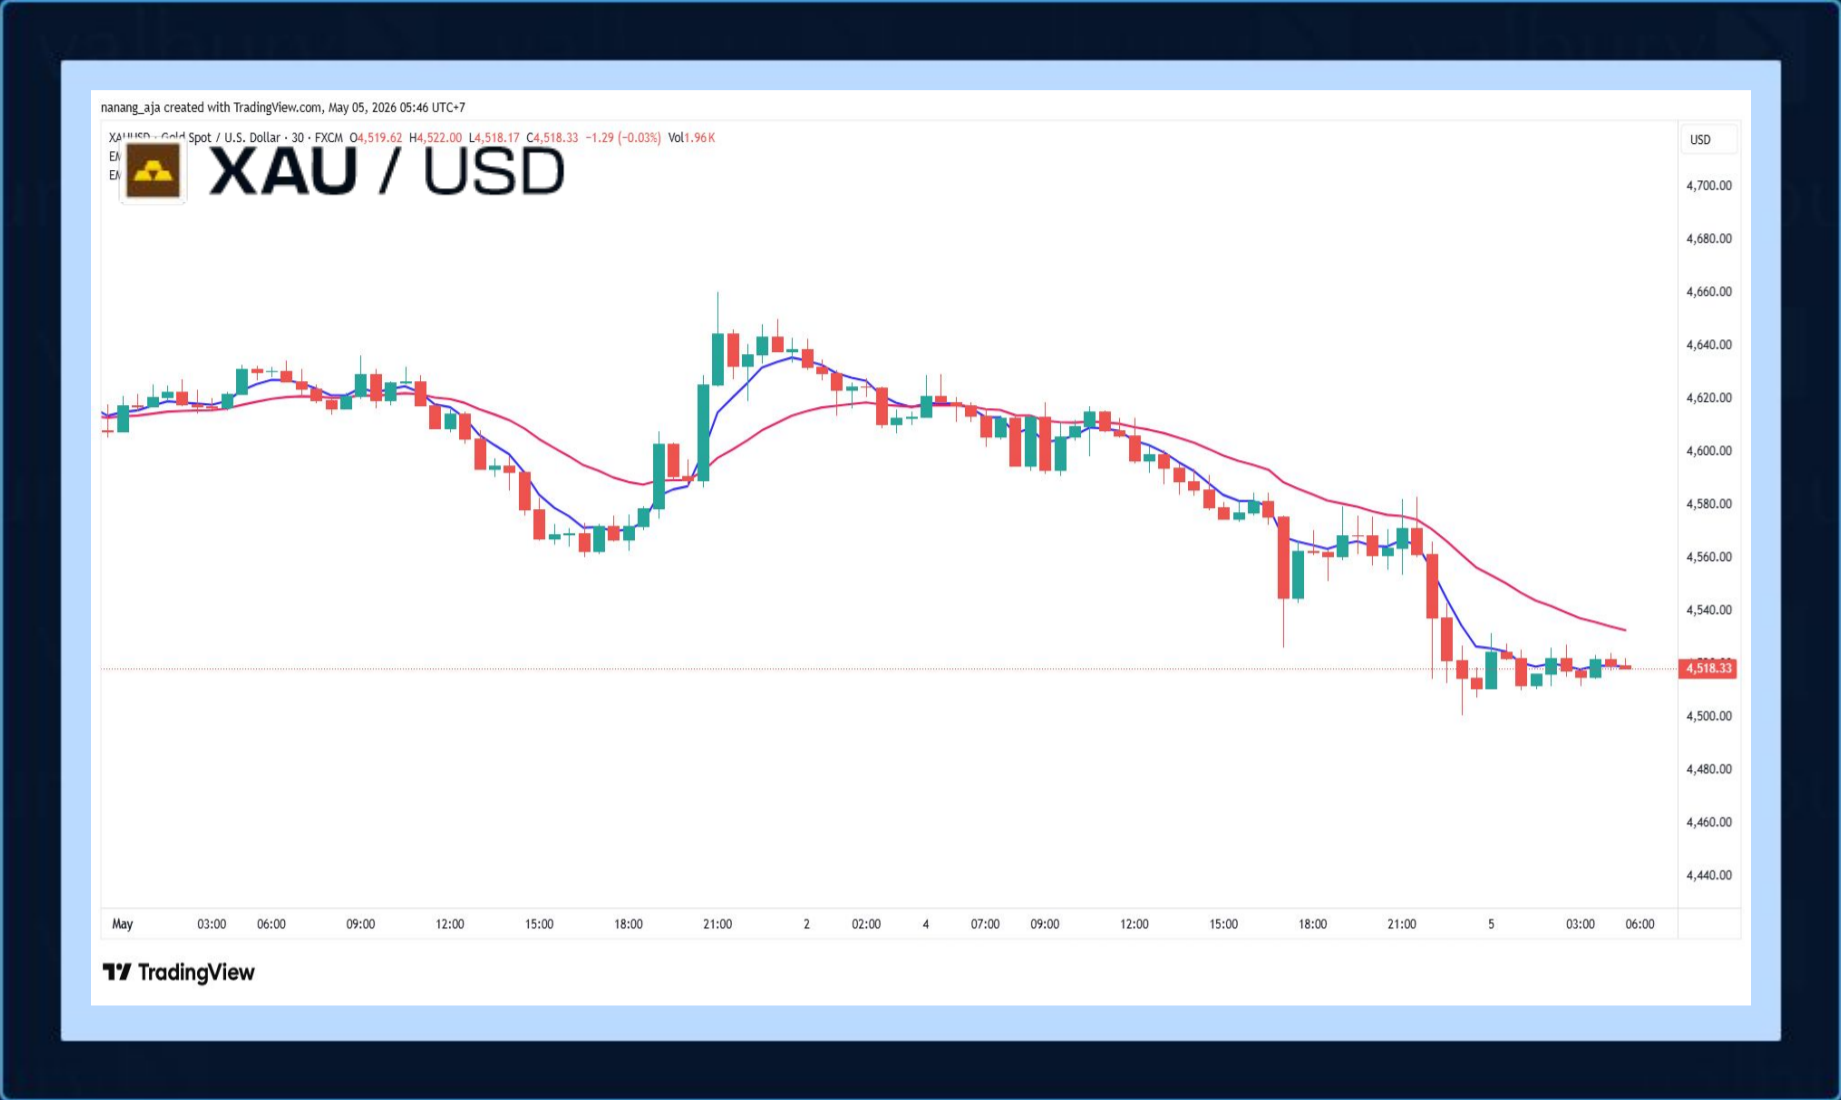 nanang_aja created with TradingView.com, May 05, 2026 05:46 UTC+7
Spot / U.S. Dollar · 30 · FXCM O4,519.62 H4,522.00 L4,518.17 C4,518.33 −1.29 (−0.03%) Vol1.96K
XAU / USD
USD
4,700.00
4,680.00
4,660.00
4,640.00
4,620.00
4,600.00
4,580.00
4,560.00
4,540.00
4,518.33
4,500.00
4,480.00
4,460.00
4,440.00
May 03:00 06:00 09:00 12:00 15:00 18:00 21:00 2 02:00 4 07:00 09:00 12:00 15:00 18:00 21:00 5 03:00 06:00
TradingView